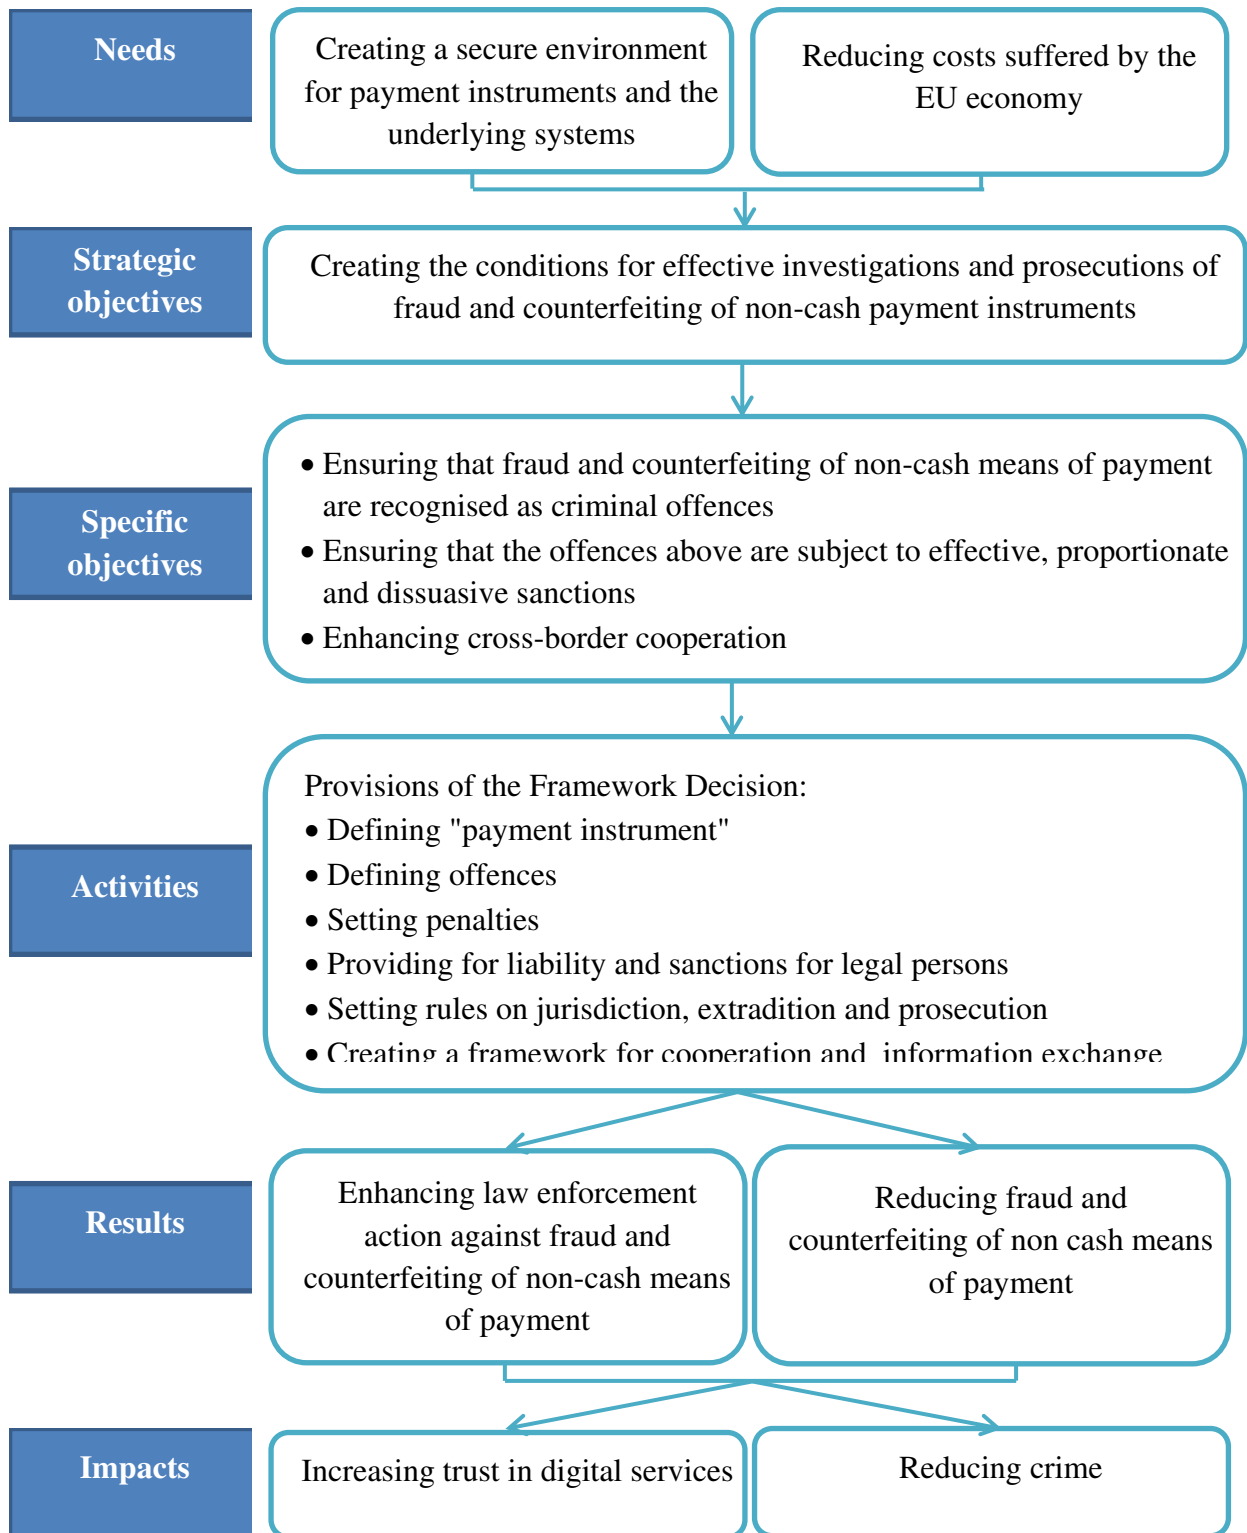 Needs
Creating a secure environment
for payment instruments and the
underlying systems
Reducing costs suffered by the
EU economy
Strategic
objectives
Creating the conditions for effective investigations and prosecutions of
fraud and counterfeiting of non-cash payment instruments
Specific
objectives
• Ensuring that fraud and counterfeiting of non-cash means of payment
are recognised as criminal offences
• Ensuring that the offences above are subject to effective, proportionate
and dissuasive sanctions
• Enhancing cross-border cooperation
Activities
Provisions of the Framework Decision:
• Defining "payment instrument"
• Defining offences
• Setting penalties
• Providing for liability and sanctions for legal persons
• Setting rules on jurisdiction, extradition and prosecution
• Creating a framework for cooperation and information exchange
Results
Enhancing law enforcement
action against fraud and
counterfeiting of non-cash means
of payment
Reducing fraud and
counterfeiting of non cash means
of payment
Impacts
Increasing trust in digital services
Reducing crime